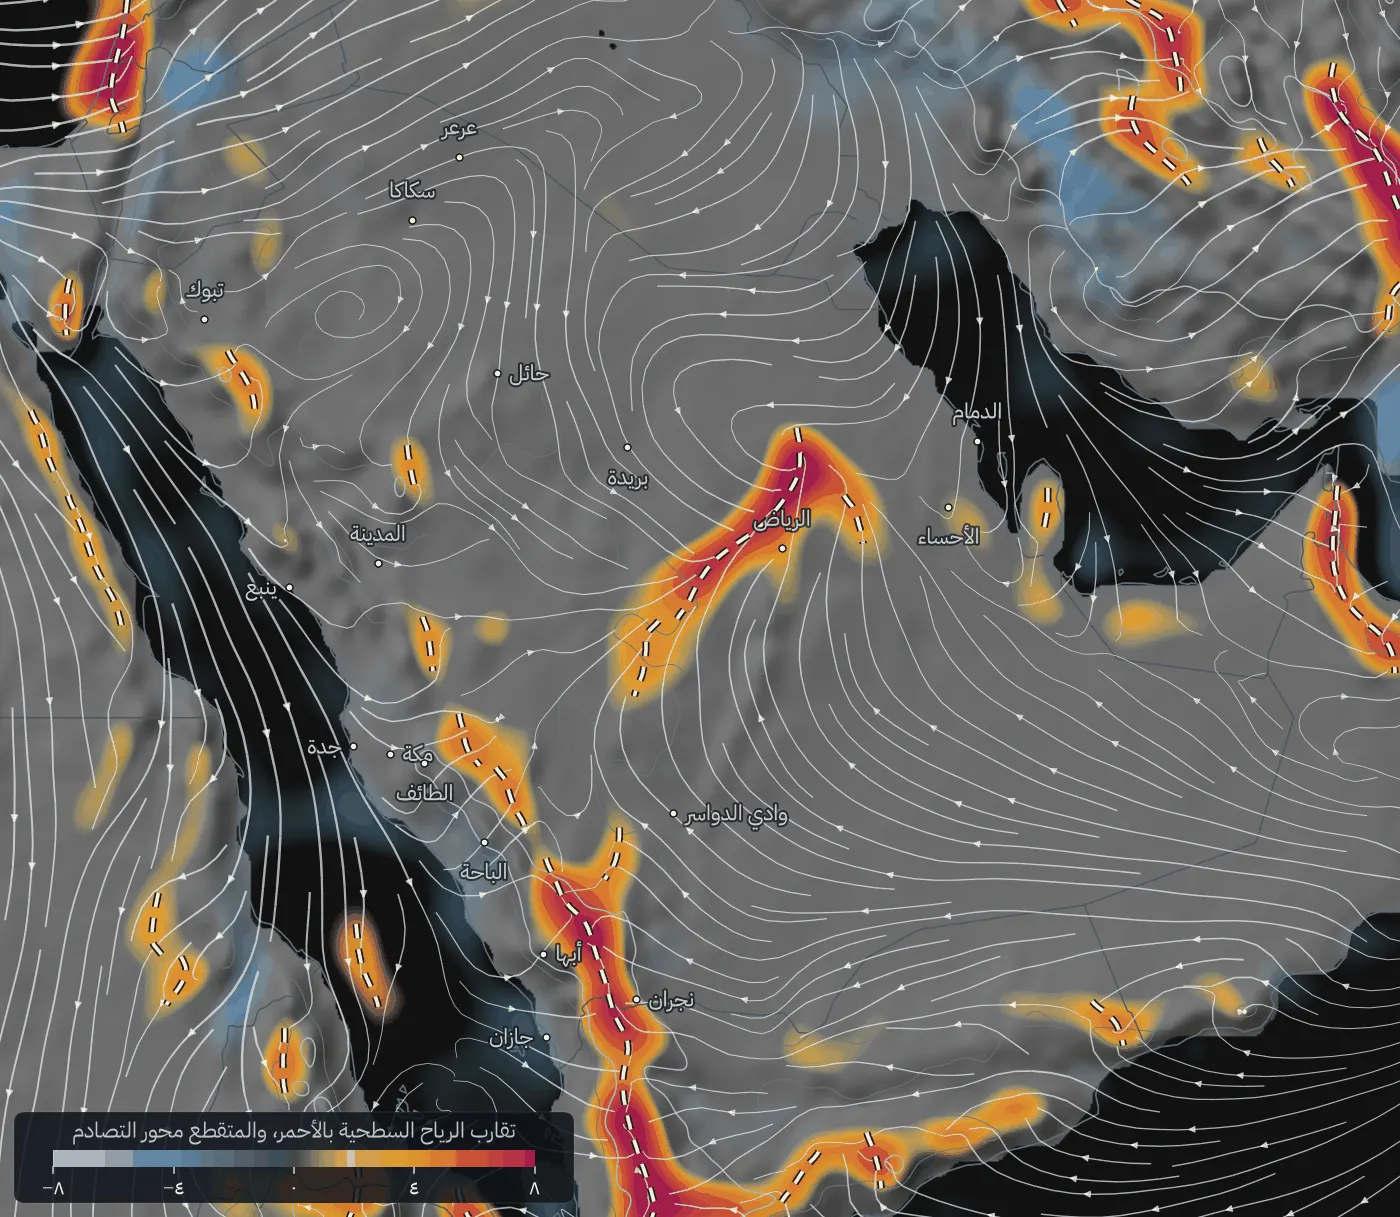 عرعر
سكاكا
تبوك
حائل
الدمام
بريدة
الرياض
المدينة
الأحساء
ينبع
جدة
مكة
الطائف
وادي الدواسر
الباحة
أبها
نجران
جازان
تقارب الرياح السطحية بالأحمر، والمتقطع محور التصادم
−٨ −٤ ٠ ٤ ٨